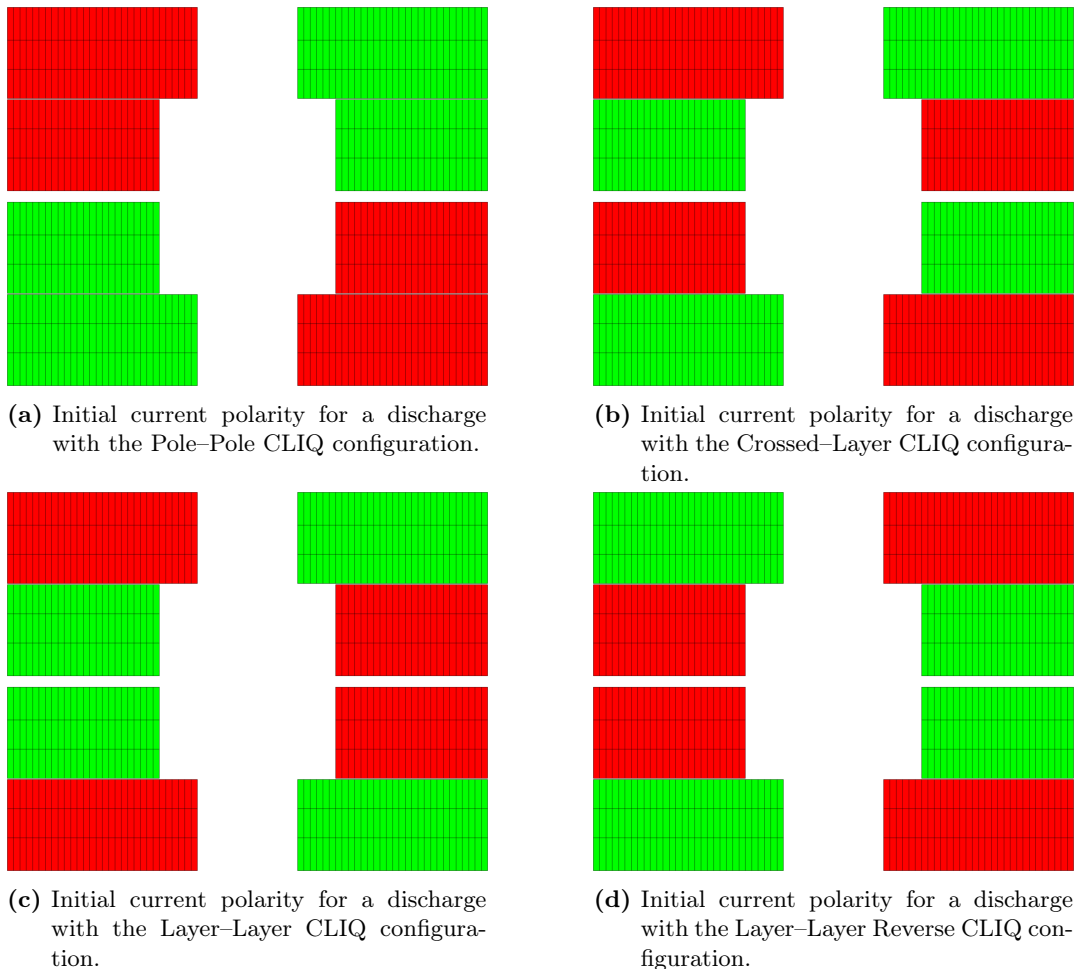 (a) Initial current polarity for a discharge
with the Pole–Pole CLIQ configuration.
(b) Initial current polarity for a discharge
with the Crossed–Layer CLIQ configura-
tion.
(c) Initial current polarity for a discharge
with the Layer–Layer CLIQ configura-
tion.
(d) Initial current polarity for a discharge
with the Layer–Layer Reverse CLIQ con-
figuration.